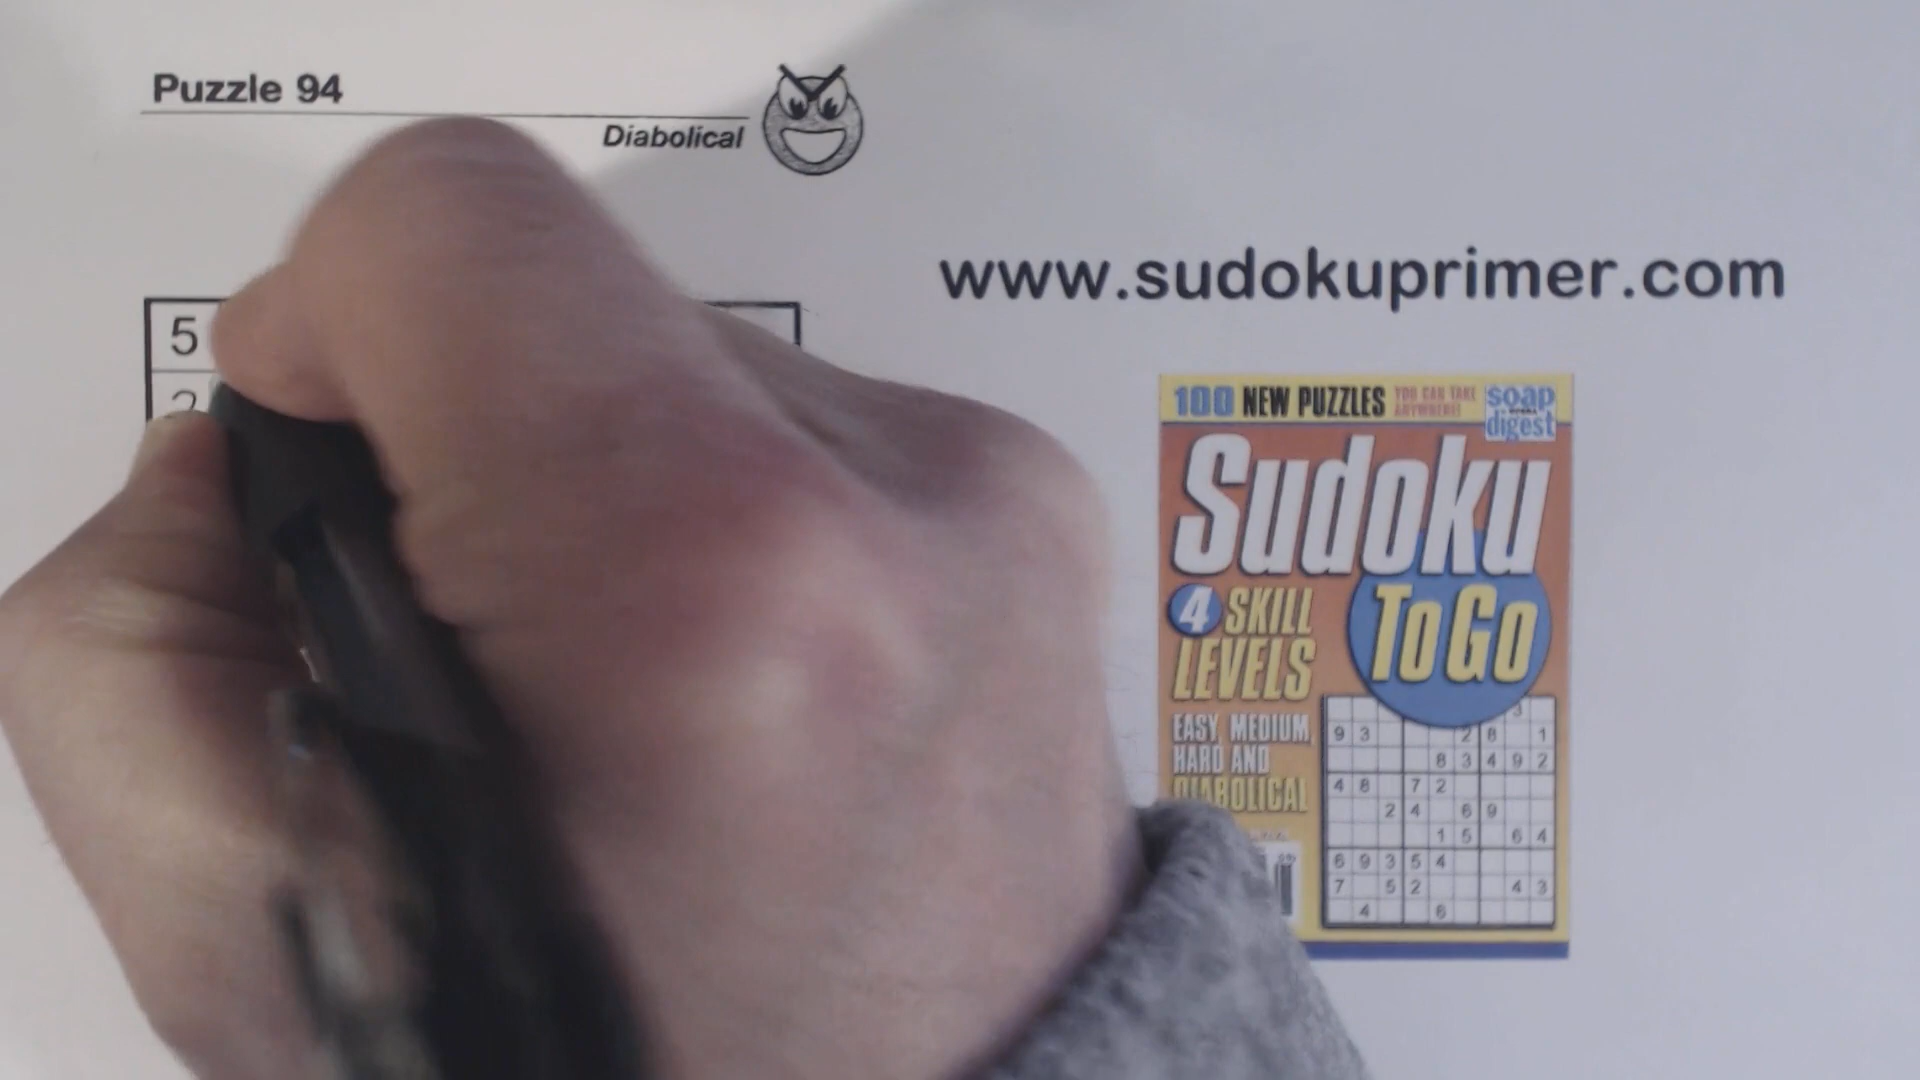 Puzzle 94
Diabolical
www.sudokuprimer.com
5
2
100 NEW PUZZLES YOU CAN TAKE ANYWHERE! soap opera digest
Sudoku
To Go
4 SKILL
LEVELS
EASY, MEDIUM
HARD AND
DIABOLICAL
3
9 3 2 8 1
8 3 4 9 2
4 8 7 2
2 4 6 9
1 5 6 4
6 9 3 5 4
7 5 2 4 3
4 6